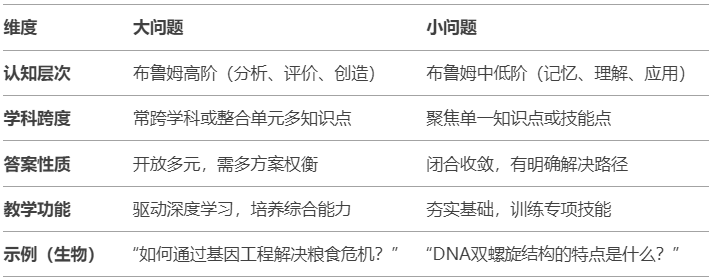 维度 大问题 小问题
认知层次 布鲁姆高阶（分析、评价、创造） 布鲁姆中低阶（记忆、理解、应用）
学科跨度 常跨学科或整合单元多知识点 聚焦单一知识点或技能点
答案性质 开放多元，需多方案权衡 闭合收敛，有明确解决路径
教学功能 驱动深度学习，培养综合能力 夯实基础，训练专项技能
示例（生物） “如何通过基因工程解决粮食危机？” “DNA双螺旋结构的特点是什么？”